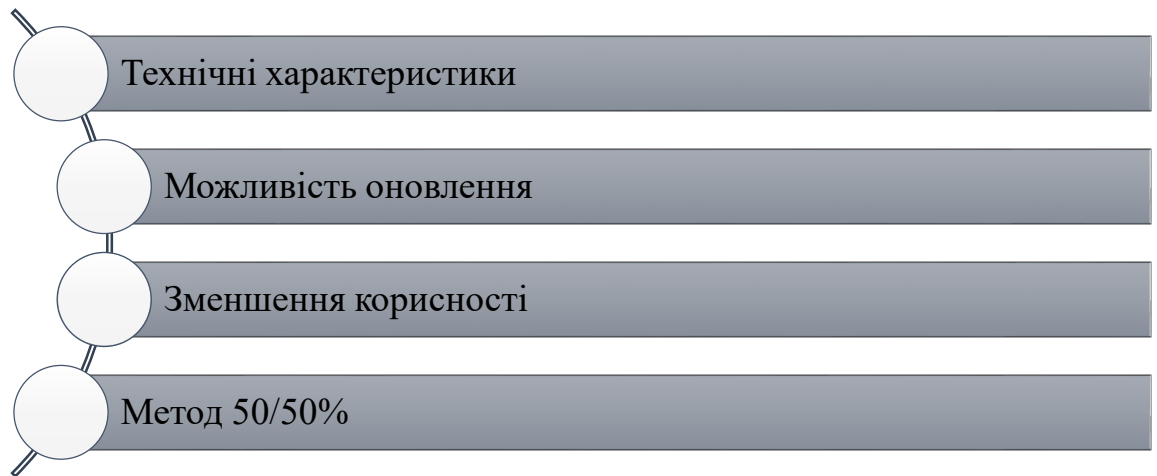 Технічні характеристики
Можливість оновлення
Зменшення корисності
Метод 50/50%